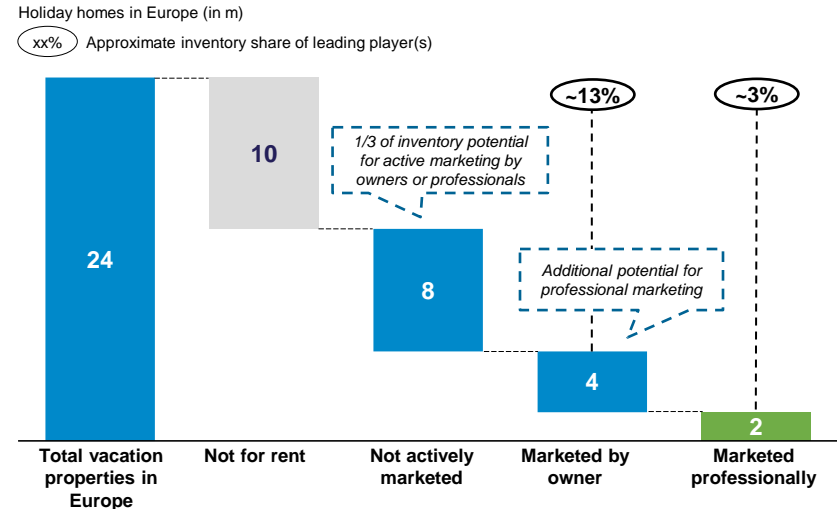 Holiday homes in Europe (in m)
xx% Approximate inventory share of leading player(s)
~13%
~3%
1/3 of inventory potential
for active marketing by
owners or professionals
10
24
8
Additional potential for
professional marketing
4
2
Total vacation
properties in
Europe
Not for rent
Not actively
marketed
Marketed by
owner
Marketed
professionally